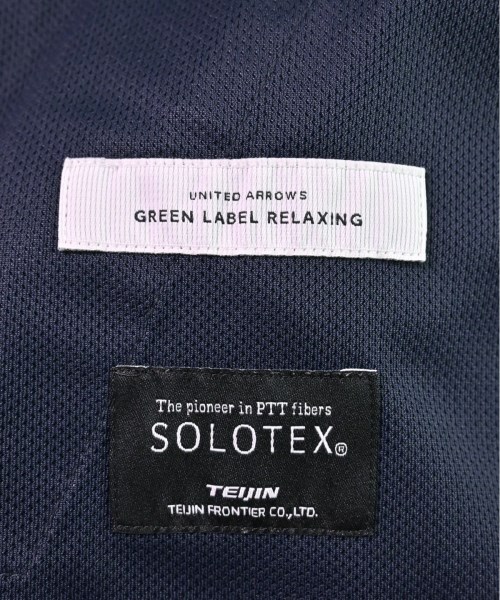 UNITED ARROWS
GREEN LABEL RELAXING
The pioneer in PTT fibers
SOLOTEX®
TEIJIN
TEIJIN FRONTIER CO.,LTD.